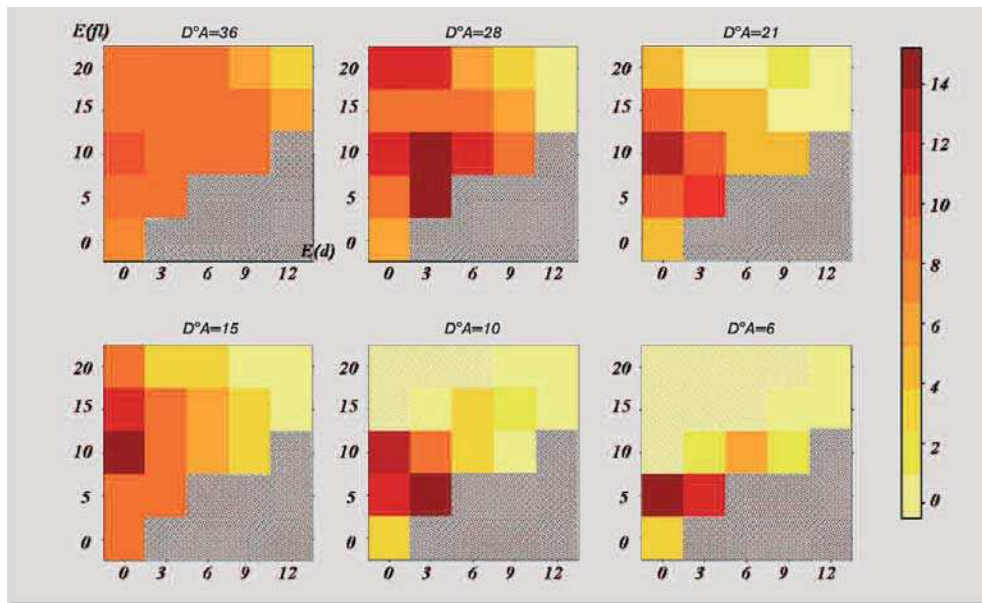 E(fl) D°A=36 D°A=28 D°A=21
20 20 20 14
15 15 15 12
10 10 10 10
5 5 5 8
0 0 0
E(d)
0 3 6 9 12 0 3 6 9 12 0 3 6 9 12
6
D°A=15 D°A=10 D°A=6
20 20 20 4
15 15 15
10 10 10 2
5 5 5 0
0 0 0
0 3 6 9 12 0 3 6 9 12 0 3 6 9 12